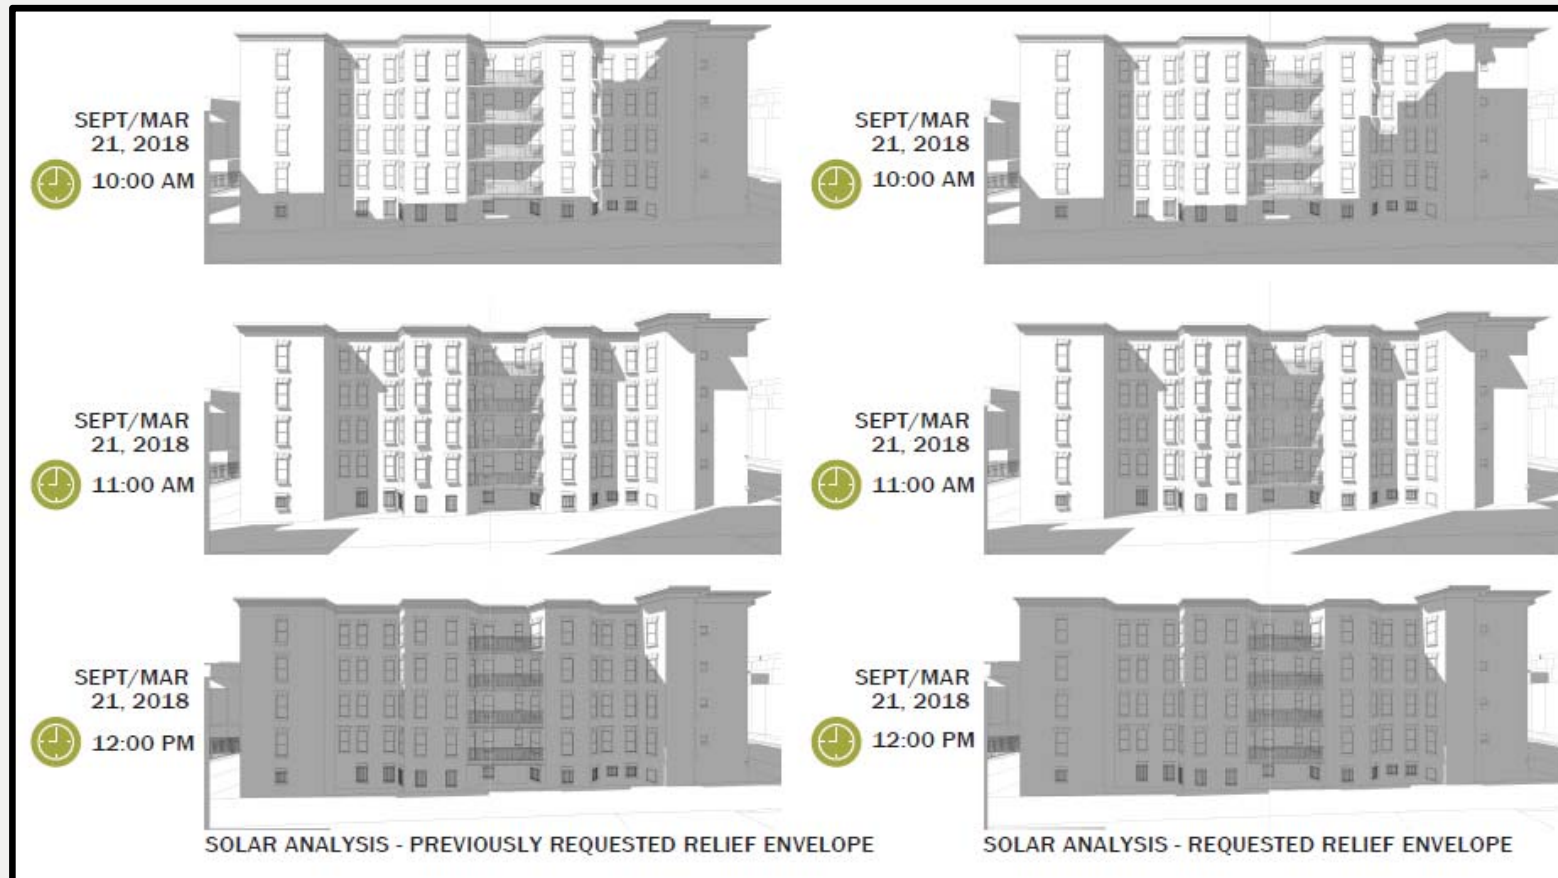 SEPT/MAR
21, 2018
10:00 AM
SEPT/MAR
21, 2018
10:00 AM
SEPT/MAR
21, 2018
11:00 AM
SEPT/MAR
21, 2018
11:00 AM
SEPT/MAR
21, 2018
12:00 PM
SEPT/MAR
21, 2018
12:00 PM
SOLAR ANALYSIS - PREVIOUSLY REQUESTED RELIEF ENVELOPE
SOLAR ANALYSIS - REQUESTED RELIEF ENVELOPE